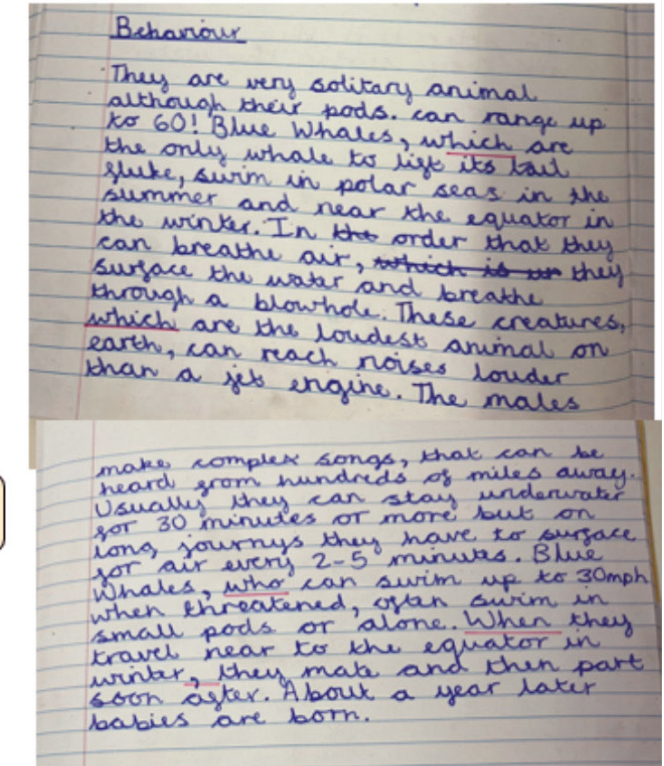 Behaviour
They are very solitary animal
although their pods. can range up
to 60! Blue Whales, which are
the only whale to lift its tail
fluke, swim in polar seas in the
summer and near the equator in
the winter. In the order that they
can breathe air, which is un they
surface the water and breathe
through a blowhole. These creatures,
which are the loudest animal on
earth, can reach noises louder
than a jet engine. The males
make complex songs, that can be
heard from hundreds of miles away.
Usually they can stay underwater
for 30 minutes or more but on
long journys they have to surface
for air every 2-5 minutes. Blue
Whales, who can swim up to 30mph
when threatened, often swim in
small pods or alone. When they
travel near to the equator in
winter, they mate and then part
soon after. About a year later
babies are born.